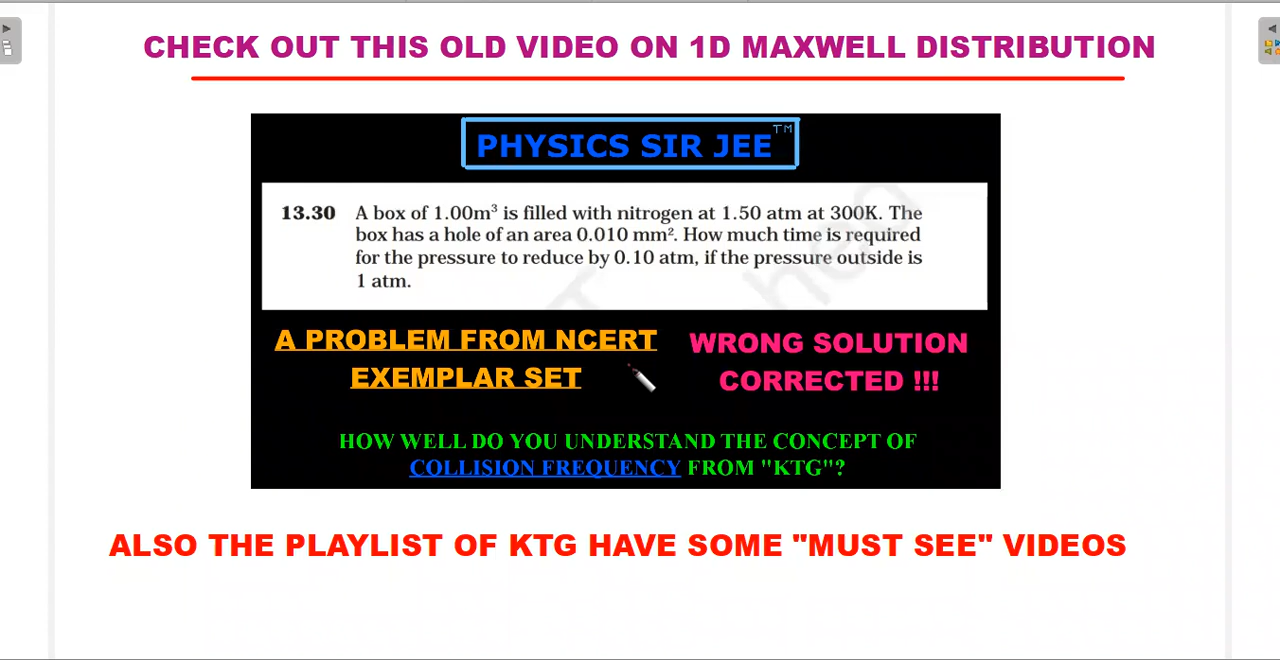 CHECK OUT THIS OLD VIDEO ON 1D MAXWELL DISTRIBUTION
PHYSICS SIR JEE™
13.30 A box of 1.00m³ is filled with nitrogen at 1.50 atm at 300K. The
box has a hole of an area 0.010 mm². How much time is required
for the pressure to reduce by 0.10 atm, if the pressure outside is
1 atm.
A PROBLEM FROM NCERT
EXEMPLAR SET
WRONG SOLUTION
CORRECTED !!!
HOW WELL DO YOU UNDERSTAND THE CONCEPT OF
COLLISION FREQUENCY FROM "KTG"?
ALSO THE PLAYLIST OF KTG HAVE SOME "MUST SEE" VIDEOS